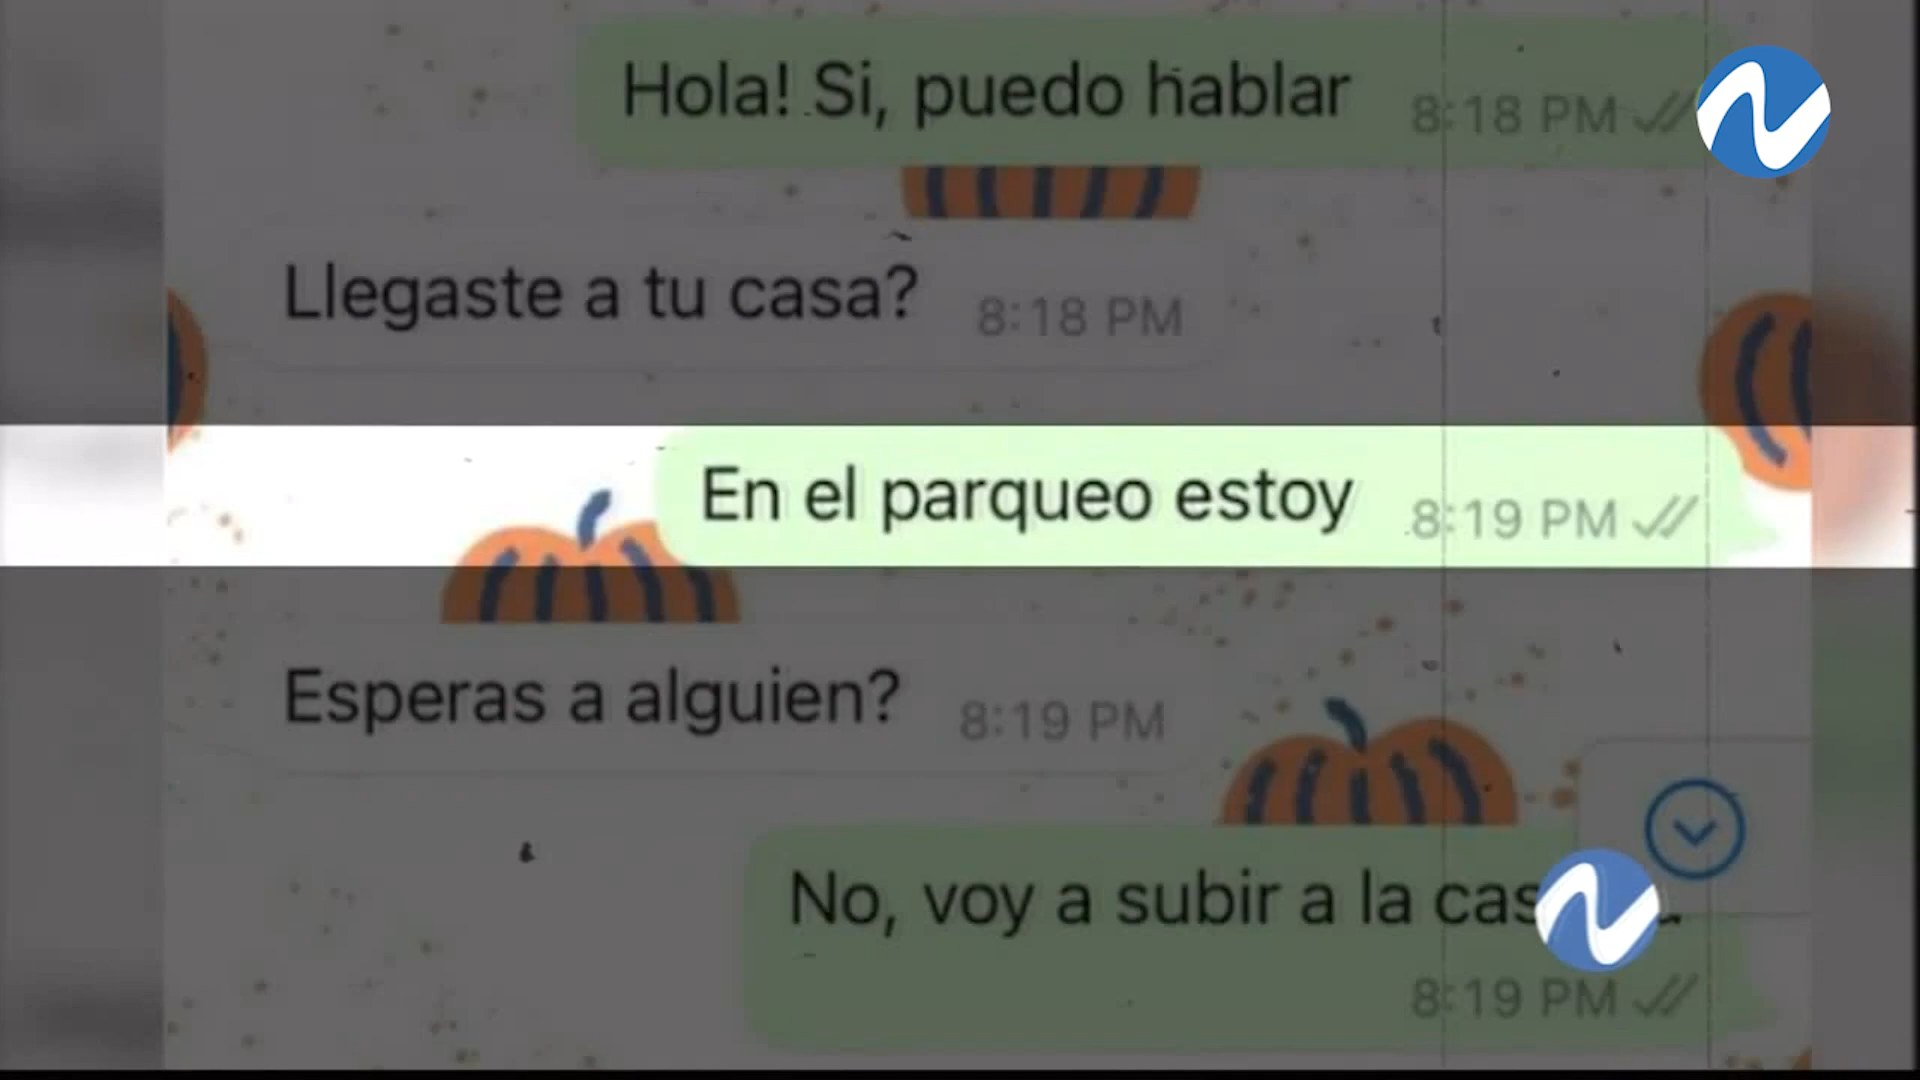 Hola! Si, puedo hablar 8:18 PM
Llegaste a tu casa? 8:18 PM
En el parqueo estoy 8:19 PM
Esperas a alguien? 8:19 PM
No, voy a subir a la
8:19 PM